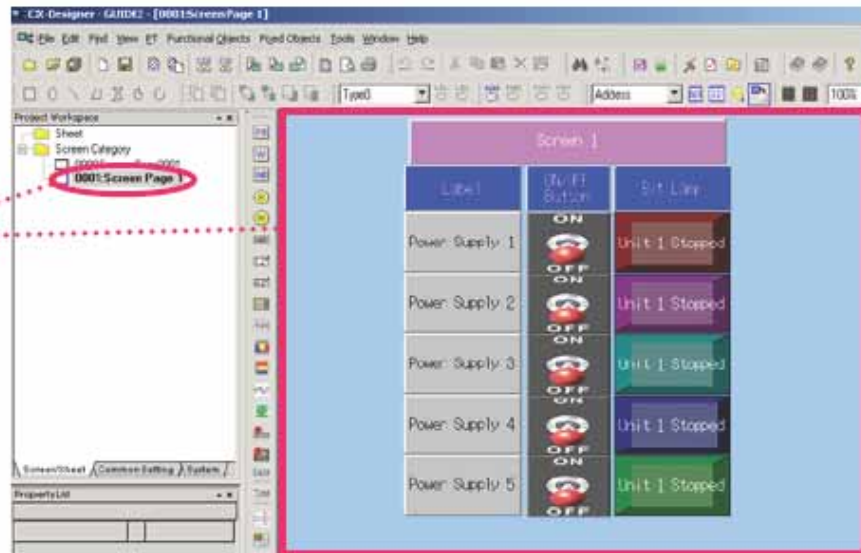 CX-Designer - GUIDE2 - [0001:Screen Page 1]
File Edit Find View PT Functional Objects Fixed Objects Tools Window Help
Type0
Address
100%
Project Workspace
Sheet
Screen Category
0001:Screen Page 1
Screen/Sheet Common Setting System
PropertyList
Screen 1
Label
ON/OFF
Button
Bit Lamp
Power Supply 1
ON
OFF
Unit 1 Stopped
Power Supply 2
ON
OFF
Unit 1 Stopped
Power Supply 3
ON
OFF
Unit 1 Stopped
Power Supply 4
ON
OFF
Unit 1 Stopped
Power Supply 5
ON
OFF
Unit 1 Stopped